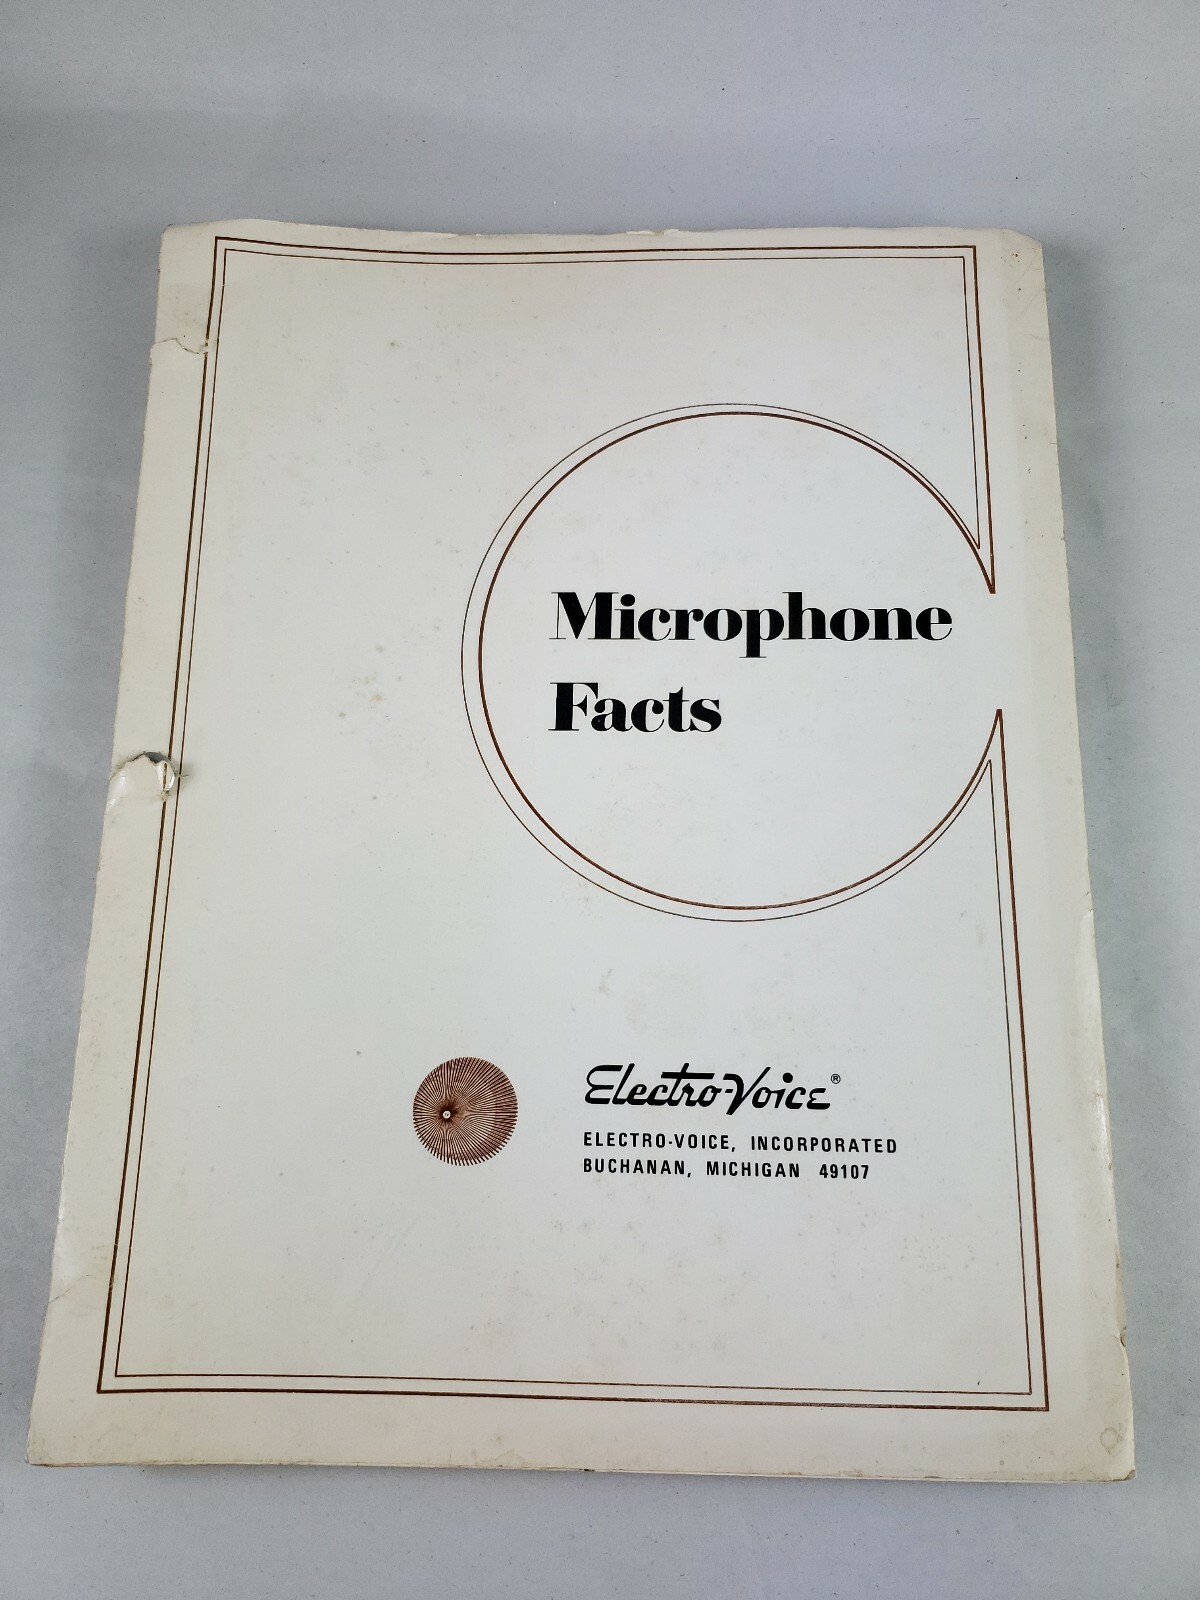 Microphone
Facts
Electro-Voice®
ELECTRO-VOICE, INCORPORATED
BUCHANAN, MICHIGAN 49107